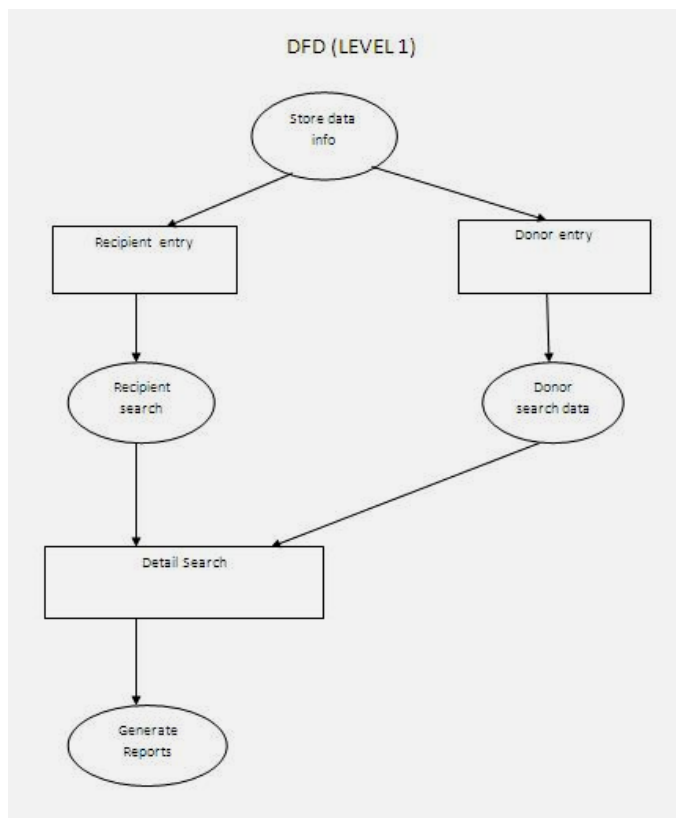 DFD (LEVEL 1)
Store data
info
Recipient entry
Donor entry
Recipient
search
Donor
search data
Detail Search
Generate
Reports